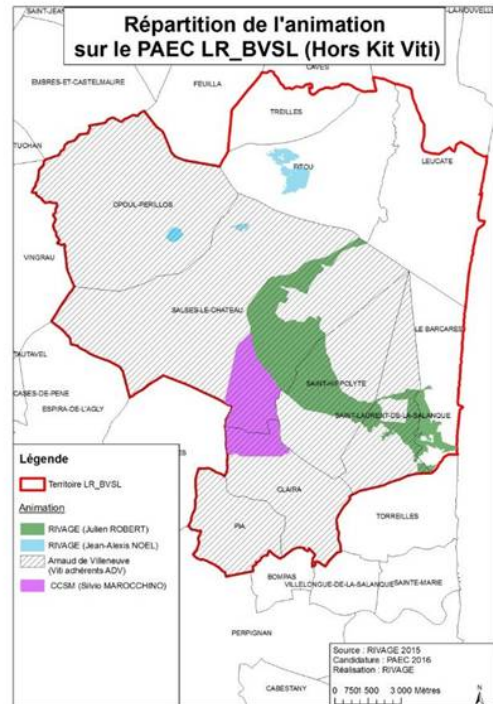 Répartition de l'animation
sur le PAEC LR_BVSL (Hors Kit Viti)
SAINT-JEAN
LA-NOUVELLE
CAVES
EMBRES-ET-CASTELMAURE
FEUILLA
TREILLES
TUCHAN
FITOU
LEUCATE
OPOUL-PERILLOS
VINGRAU
SALSES-LE-CHATEAU
LE BARCARES
TAUTAVEL
SAINT-HIPPOLYTE
CASES-DE-PENE
ESPIRA-DE-L'AGLY
SAINT-LAURENT-DE-LA-SALANQUE
CLAIRA
TORREILLES
PIA
BOMPAS
VILLELONGUE-DE-LA-SALANQUE
SAINTE-MARIE
PERPIGNAN
CABESTANY
Légende
Territoire LR_BVSL
Animation
RIVAGE (Julien ROBERT)
RIVAGE (Jean-Alexis NOEL)
Arnaud de Villeneuve
(Viti adhérents ADV)
CCSM (Silvio MAROCCHINO)
Source : RIVAGE 2015
Candidature : PAEC 2016
Réalisation : RIVAGE
0 750 1 500 3 000 Mètres
N